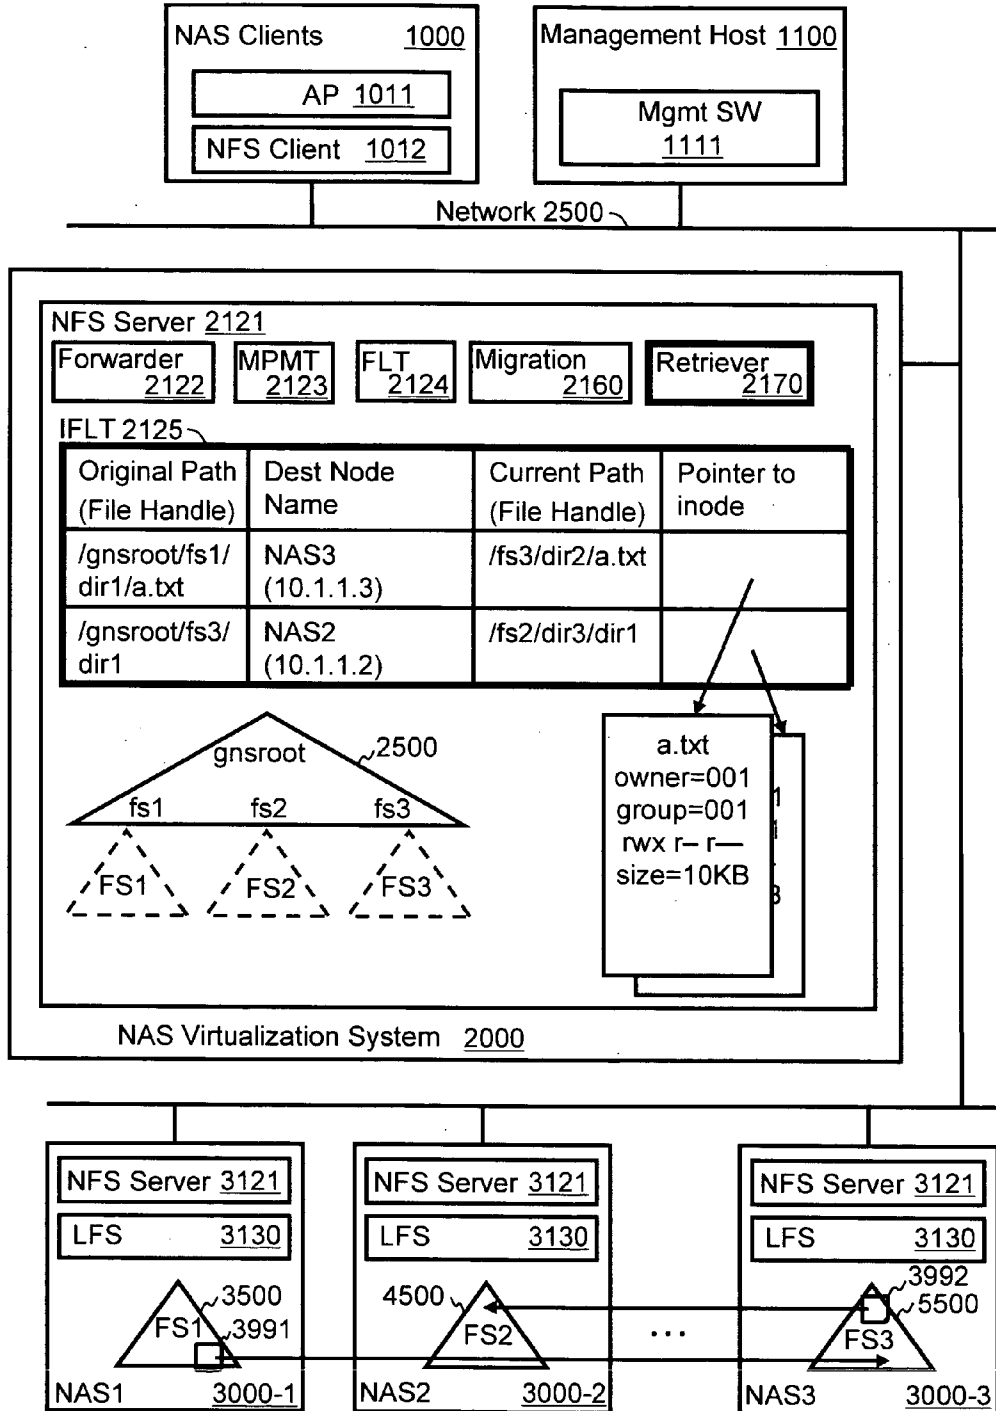 NAS Clients 1000
AP 1011
NFS Client 1012
Management Host 1100
Mgmt SW
1111
Network 2500
NFS Server 2121
Forwarder
2122
MPMT
2123
FLT
2124
Migration
2160
Retriever
2170
IFLT 2125
Original Path
(File Handle)
Dest Node
Name
Current Path
(File Handle)
Pointer to
inode
/gnsroot/fs1/
dir1/a.txt
NAS3
(10.1.1.3)
/fs3/dir2/a.txt
/gnsroot/fs3/
dir1
NAS2
(10.1.1.2)
/fs2/dir3/dir1
gnsroot
2500
fs1 fs2 fs3
FS1 FS2 FS3
a.txt
owner=001
group=001
rwx r– r—
size=10KB
NAS Virtualization System 2000
NFS Server 3121
LFS 3130
3500
FS1
3991
NAS1 3000-1
NFS Server 3121
LFS 3130
4500
FS2
NAS2 3000-2
...
NFS Server 3121
LFS 3130
3992
5500
FS3
NAS3 3000-3